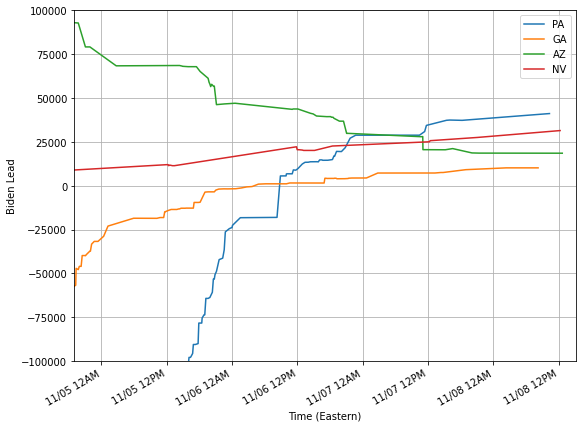 100000
75000
50000
25000
0
−25000
−50000
−75000
−100000
Biden Lead
PA
GA
AZ
NV
11/05 12AM
11/05 12PM
11/06 12AM
11/06 12PM
11/07 12AM
11/07 12PM
11/08 12AM
11/08 12PM
Time (Eastern)